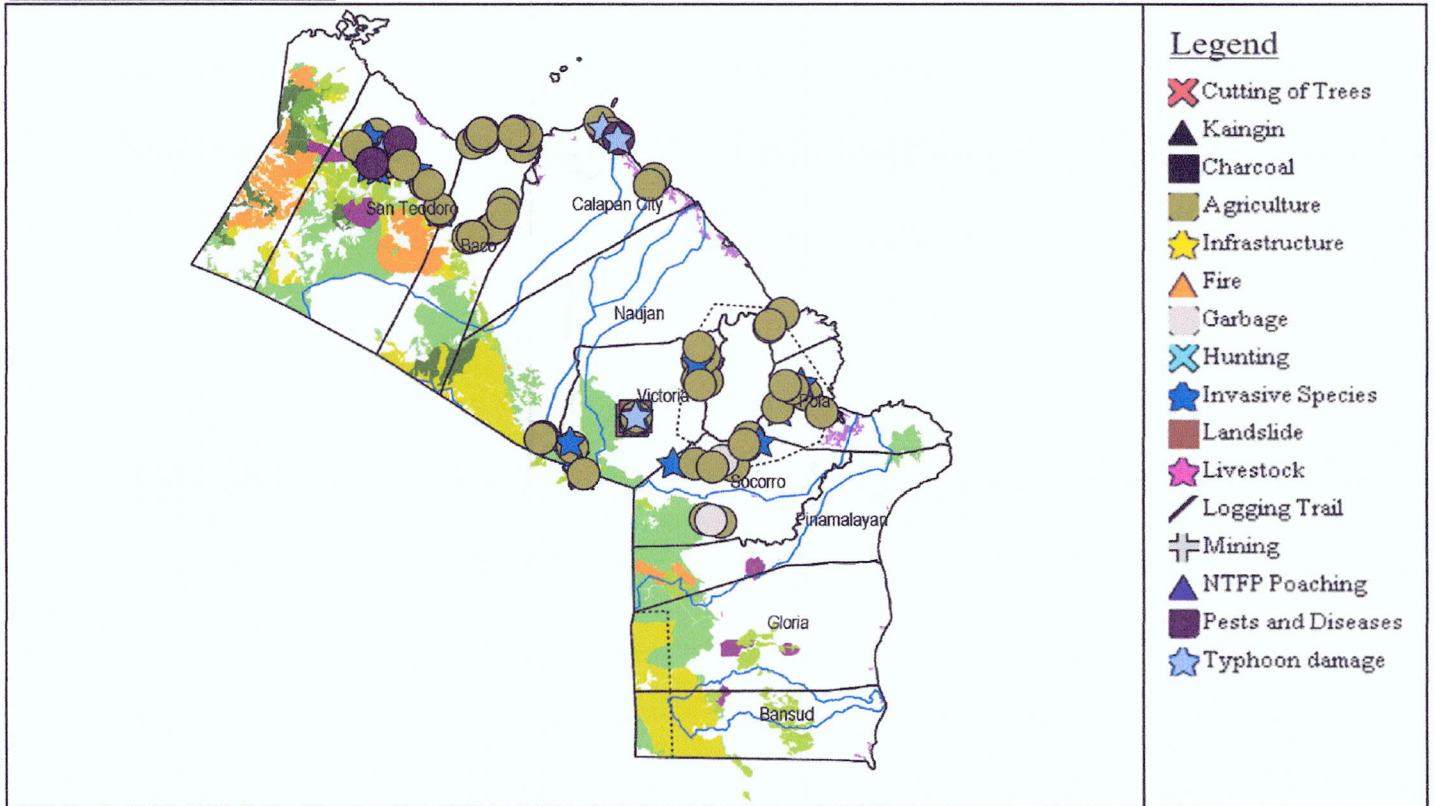 San Teodoro
Baco
Calapan City
Naujan
Victoria
Pola
Socorro
Pinamalayan
Gloria
Bansud
Legend
Cutting of Trees
Kaingin
Charcoal
Agriculture
Infrastructure
Fire
Garbage
Hunting
Invasive Species
Landslide
Livestock
Logging Trail
Mining
NTFP Poaching
Pests and Diseases
Typhoon damage